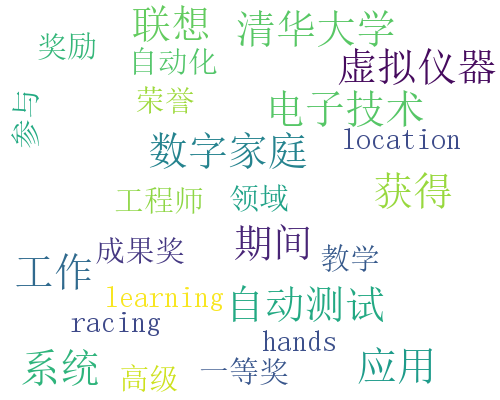 联想
清华大学
奖励
自动化
虚拟仪器
荣誉
参与
电子技术
数字家庭
location
工程师
领域
获得
期间
成果奖
教学
工作
learning
自动测试
racing
hands
系统
高级
一等奖
应用